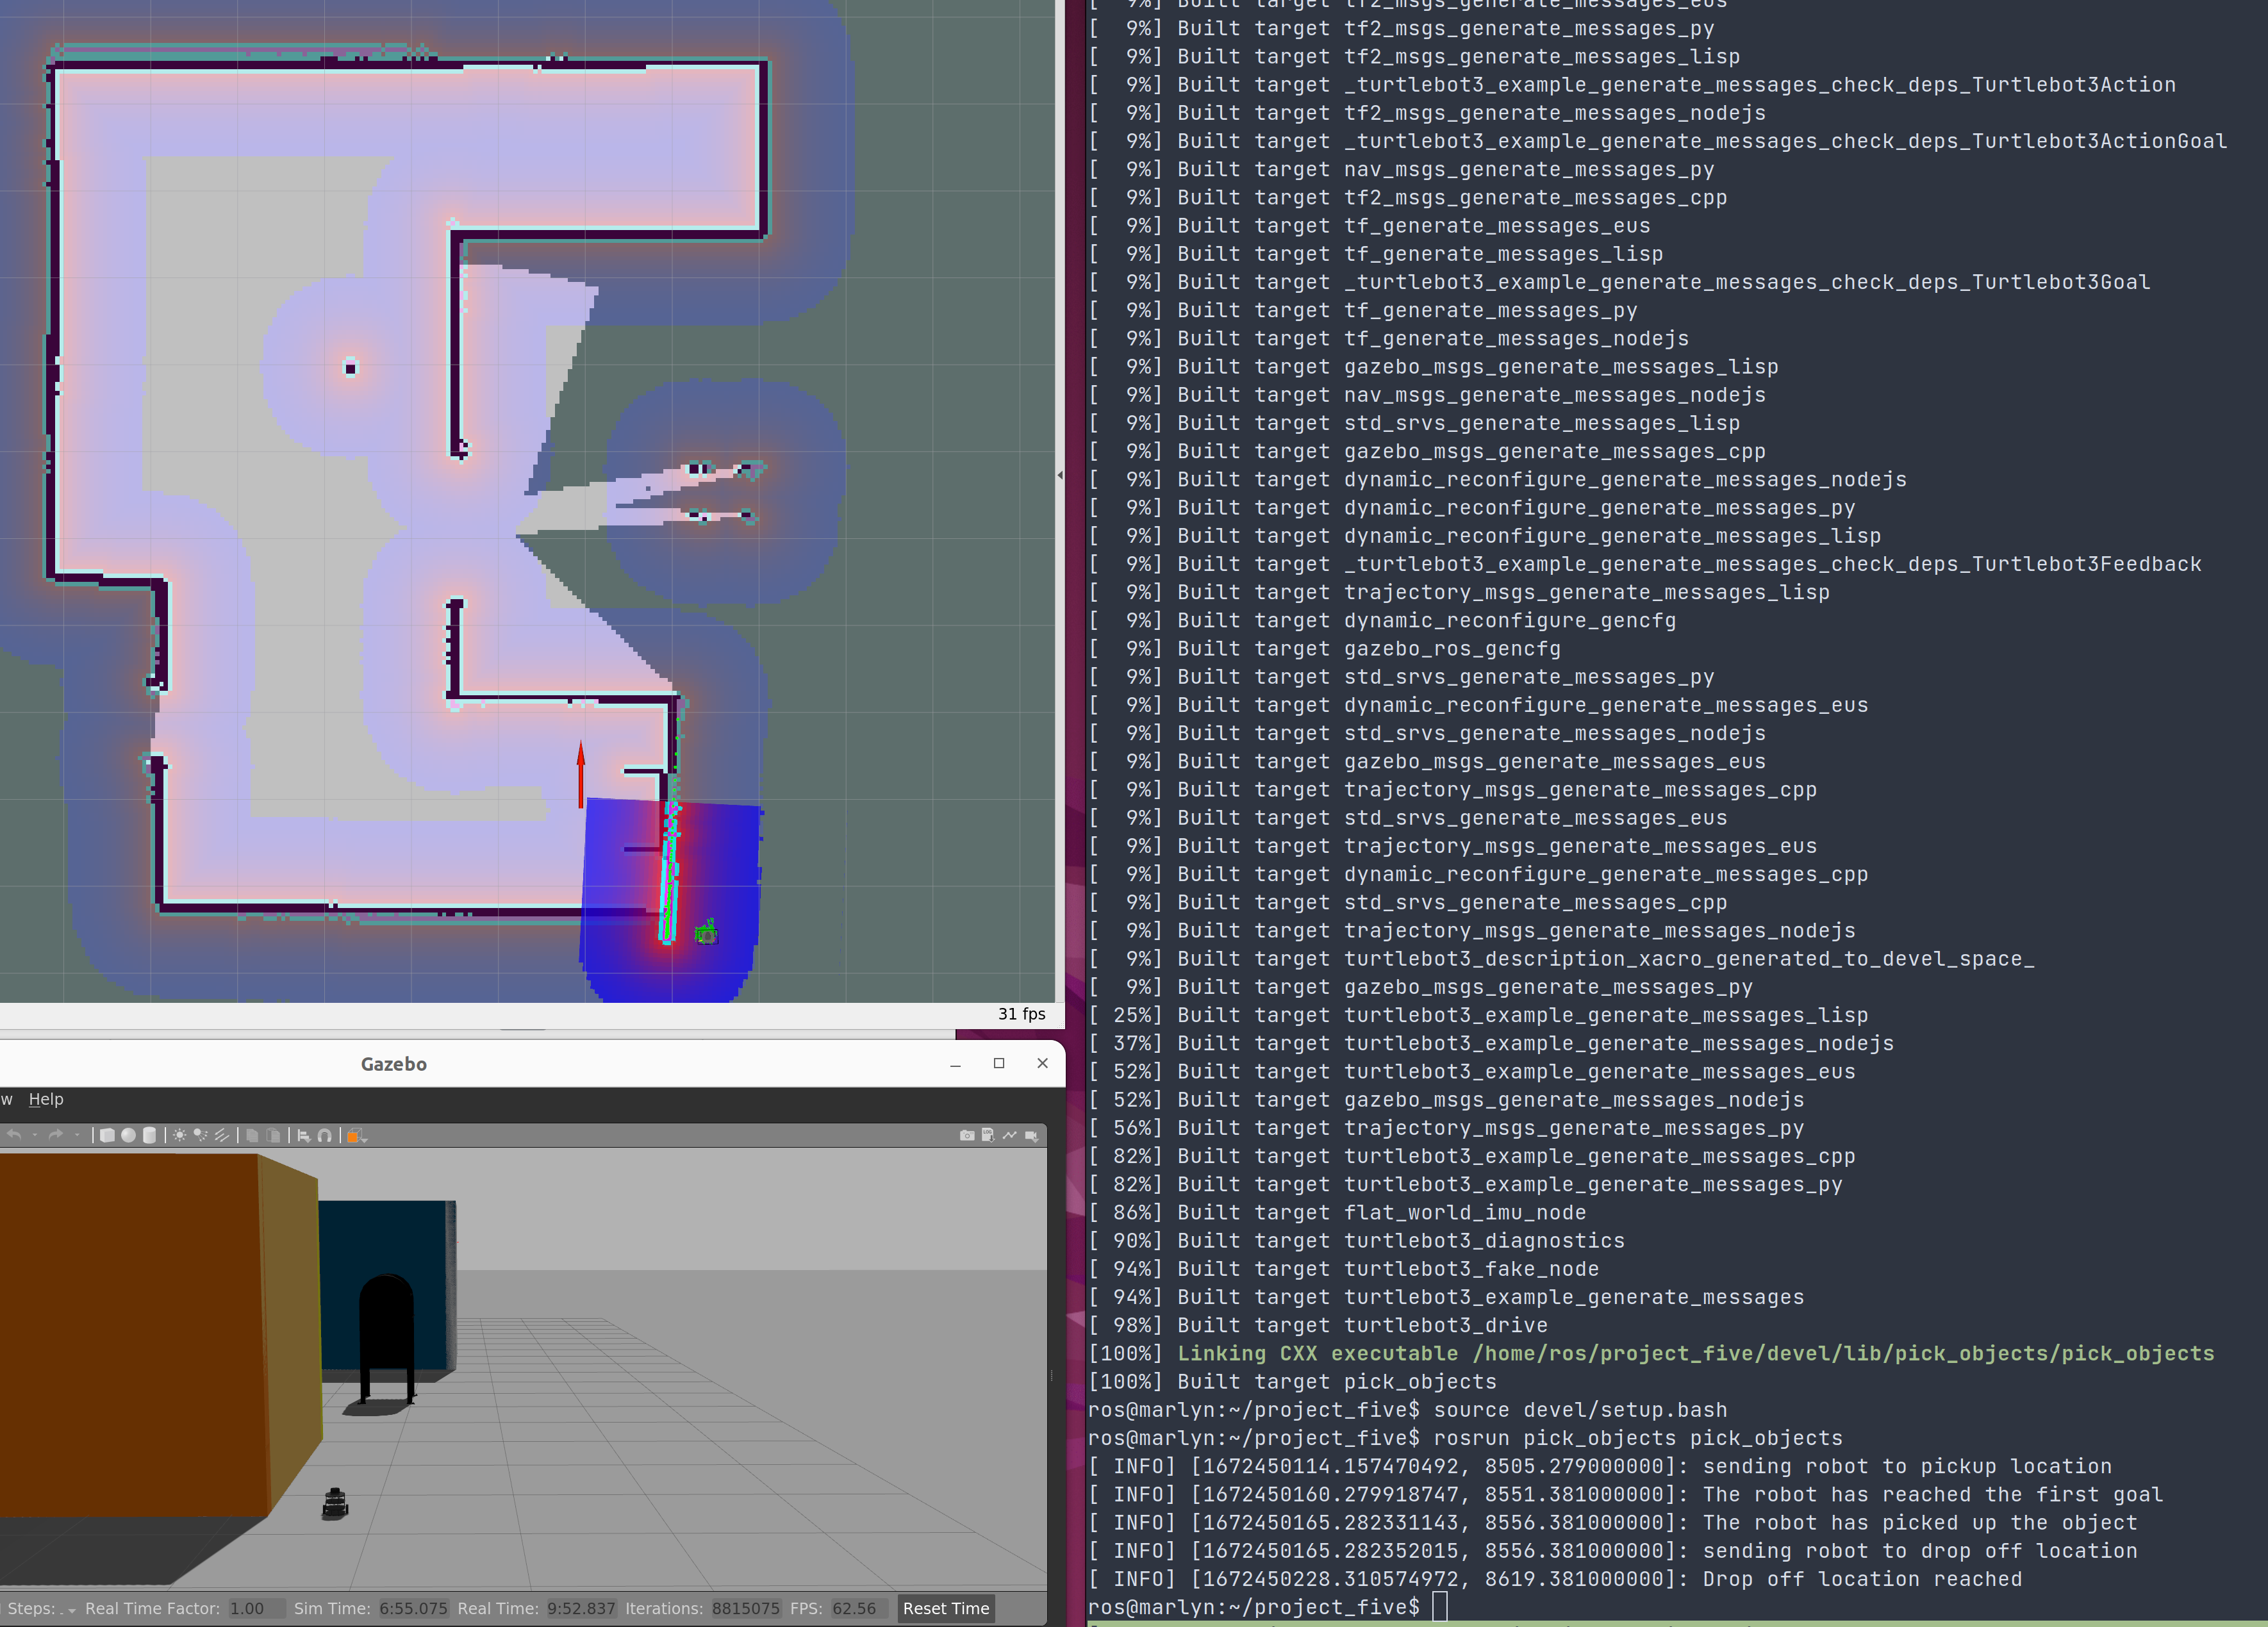 31 fps
Gazebo
w Help
Steps: . Real Time Factor: 1.00 Sim Time: 6:55.075 Real Time: 9:52.837 Iterations: 8815075 FPS: 62.56 Reset Time
[  9%] Built target tf2_msgs_generate_messages_eus
[  9%] Built target tf2_msgs_generate_messages_py
[  9%] Built target tf2_msgs_generate_messages_lisp
[  9%] Built target _turtlebot3_example_generate_messages_check_deps_Turtlebot3Action
[  9%] Built target tf2_msgs_generate_messages_nodejs
[  9%] Built target _turtlebot3_example_generate_messages_check_deps_Turtlebot3ActionGoal
[  9%] Built target nav_msgs_generate_messages_py
[  9%] Built target tf2_msgs_generate_messages_cpp
[  9%] Built target tf_generate_messages_eus
[  9%] Built target tf_generate_messages_lisp
[  9%] Built target _turtlebot3_example_generate_messages_check_deps_Turtlebot3Goal
[  9%] Built target tf_generate_messages_py
[  9%] Built target tf_generate_messages_nodejs
[  9%] Built target gazebo_msgs_generate_messages_lisp
[  9%] Built target nav_msgs_generate_messages_nodejs
[  9%] Built target std_srvs_generate_messages_lisp
[  9%] Built target gazebo_msgs_generate_messages_cpp
[  9%] Built target dynamic_reconfigure_generate_messages_nodejs
[  9%] Built target dynamic_reconfigure_generate_messages_py
[  9%] Built target dynamic_reconfigure_generate_messages_lisp
[  9%] Built target _turtlebot3_example_generate_messages_check_deps_Turtlebot3Feedback
[  9%] Built target trajectory_msgs_generate_messages_lisp
[  9%] Built target dynamic_reconfigure_gencfg
[  9%] Built target gazebo_ros_gencfg
[  9%] Built target std_srvs_generate_messages_py
[  9%] Built target dynamic_reconfigure_generate_messages_eus
[  9%] Built target std_srvs_generate_messages_nodejs
[  9%] Built target gazebo_msgs_generate_messages_eus
[  9%] Built target trajectory_msgs_generate_messages_cpp
[  9%] Built target std_srvs_generate_messages_eus
[  9%] Built target trajectory_msgs_generate_messages_eus
[  9%] Built target dynamic_reconfigure_generate_messages_cpp
[  9%] Built target std_srvs_generate_messages_cpp
[  9%] Built target trajectory_msgs_generate_messages_nodejs
[  9%] Built target turtlebot3_description_xacro_generated_to_devel_space_
[  9%] Built target gazebo_msgs_generate_messages_py
[ 25%] Built target turtlebot3_example_generate_messages_lisp
[ 37%] Built target turtlebot3_example_generate_messages_nodejs
[ 52%] Built target turtlebot3_example_generate_messages_eus
[ 52%] Built target gazebo_msgs_generate_messages_nodejs
[ 56%] Built target trajectory_msgs_generate_messages_py
[ 82%] Built target turtlebot3_example_generate_messages_cpp
[ 82%] Built target turtlebot3_example_generate_messages_py
[ 86%] Built target flat_world_imu_node
[ 90%] Built target turtlebot3_diagnostics
[ 94%] Built target turtlebot3_fake_node
[ 94%] Built target turtlebot3_example_generate_messages
[ 98%] Built target turtlebot3_drive
[100%] Linking CXX executable /home/ros/project_five/devel/lib/pick_objects/pick_objects
[100%] Built target pick_objects
ros@marlyn:~/project_five$ source devel/setup.bash
ros@marlyn:~/project_five$ rosrun pick_objects pick_objects
[ INFO] [1672450114.157470492, 8505.279000000]: sending robot to pickup location
[ INFO] [1672450160.279918747, 8551.381000000]: The robot has reached the first goal
[ INFO] [1672450165.282331143, 8556.381000000]: The robot has picked up the object
[ INFO] [1672450165.282352015, 8556.381000000]: sending robot to drop off location
[ INFO] [1672450228.310574972, 8619.381000000]: Drop off location reached
ros@marlyn:~/project_five$